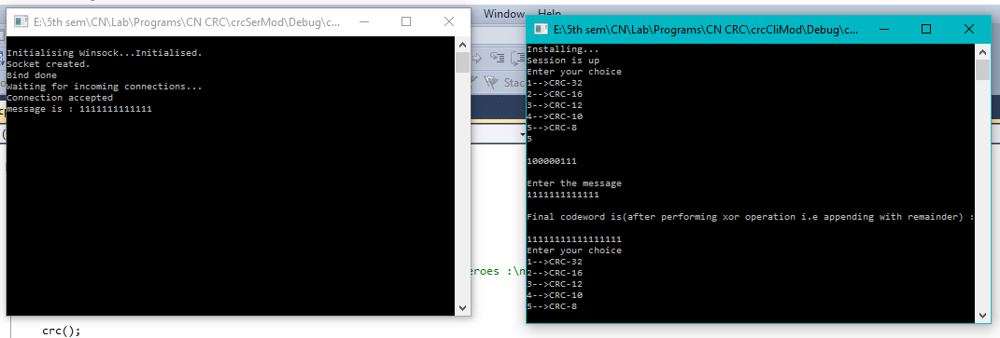 E:\5th sem\CN\Lab\Programs\CN CRC\crcSerMod\Debug\c...
Initialising Winsock...Initialised.
Socket created.
Bind done
Waiting for incoming connections...
Connection accepted
message is : 1111111111111
Window Help
E:\5th sem\CN\Lab\Programs\CN CRC\crcCliMod\Debug\c...
Installing...
Session is up
Enter your choice
1-->CRC-32
2-->CRC-16
3-->CRC-12
4-->CRC-10
5-->CRC-8
5
100000111
Enter the message
1111111111111
Final codeword is(after performing xor operation i.e appending with remainder) :
11111111111111111
Enter your choice
1-->CRC-32
2-->CRC-16
3-->CRC-12
4-->CRC-10
5-->CRC-8
Stac
eroes :\n
crc();